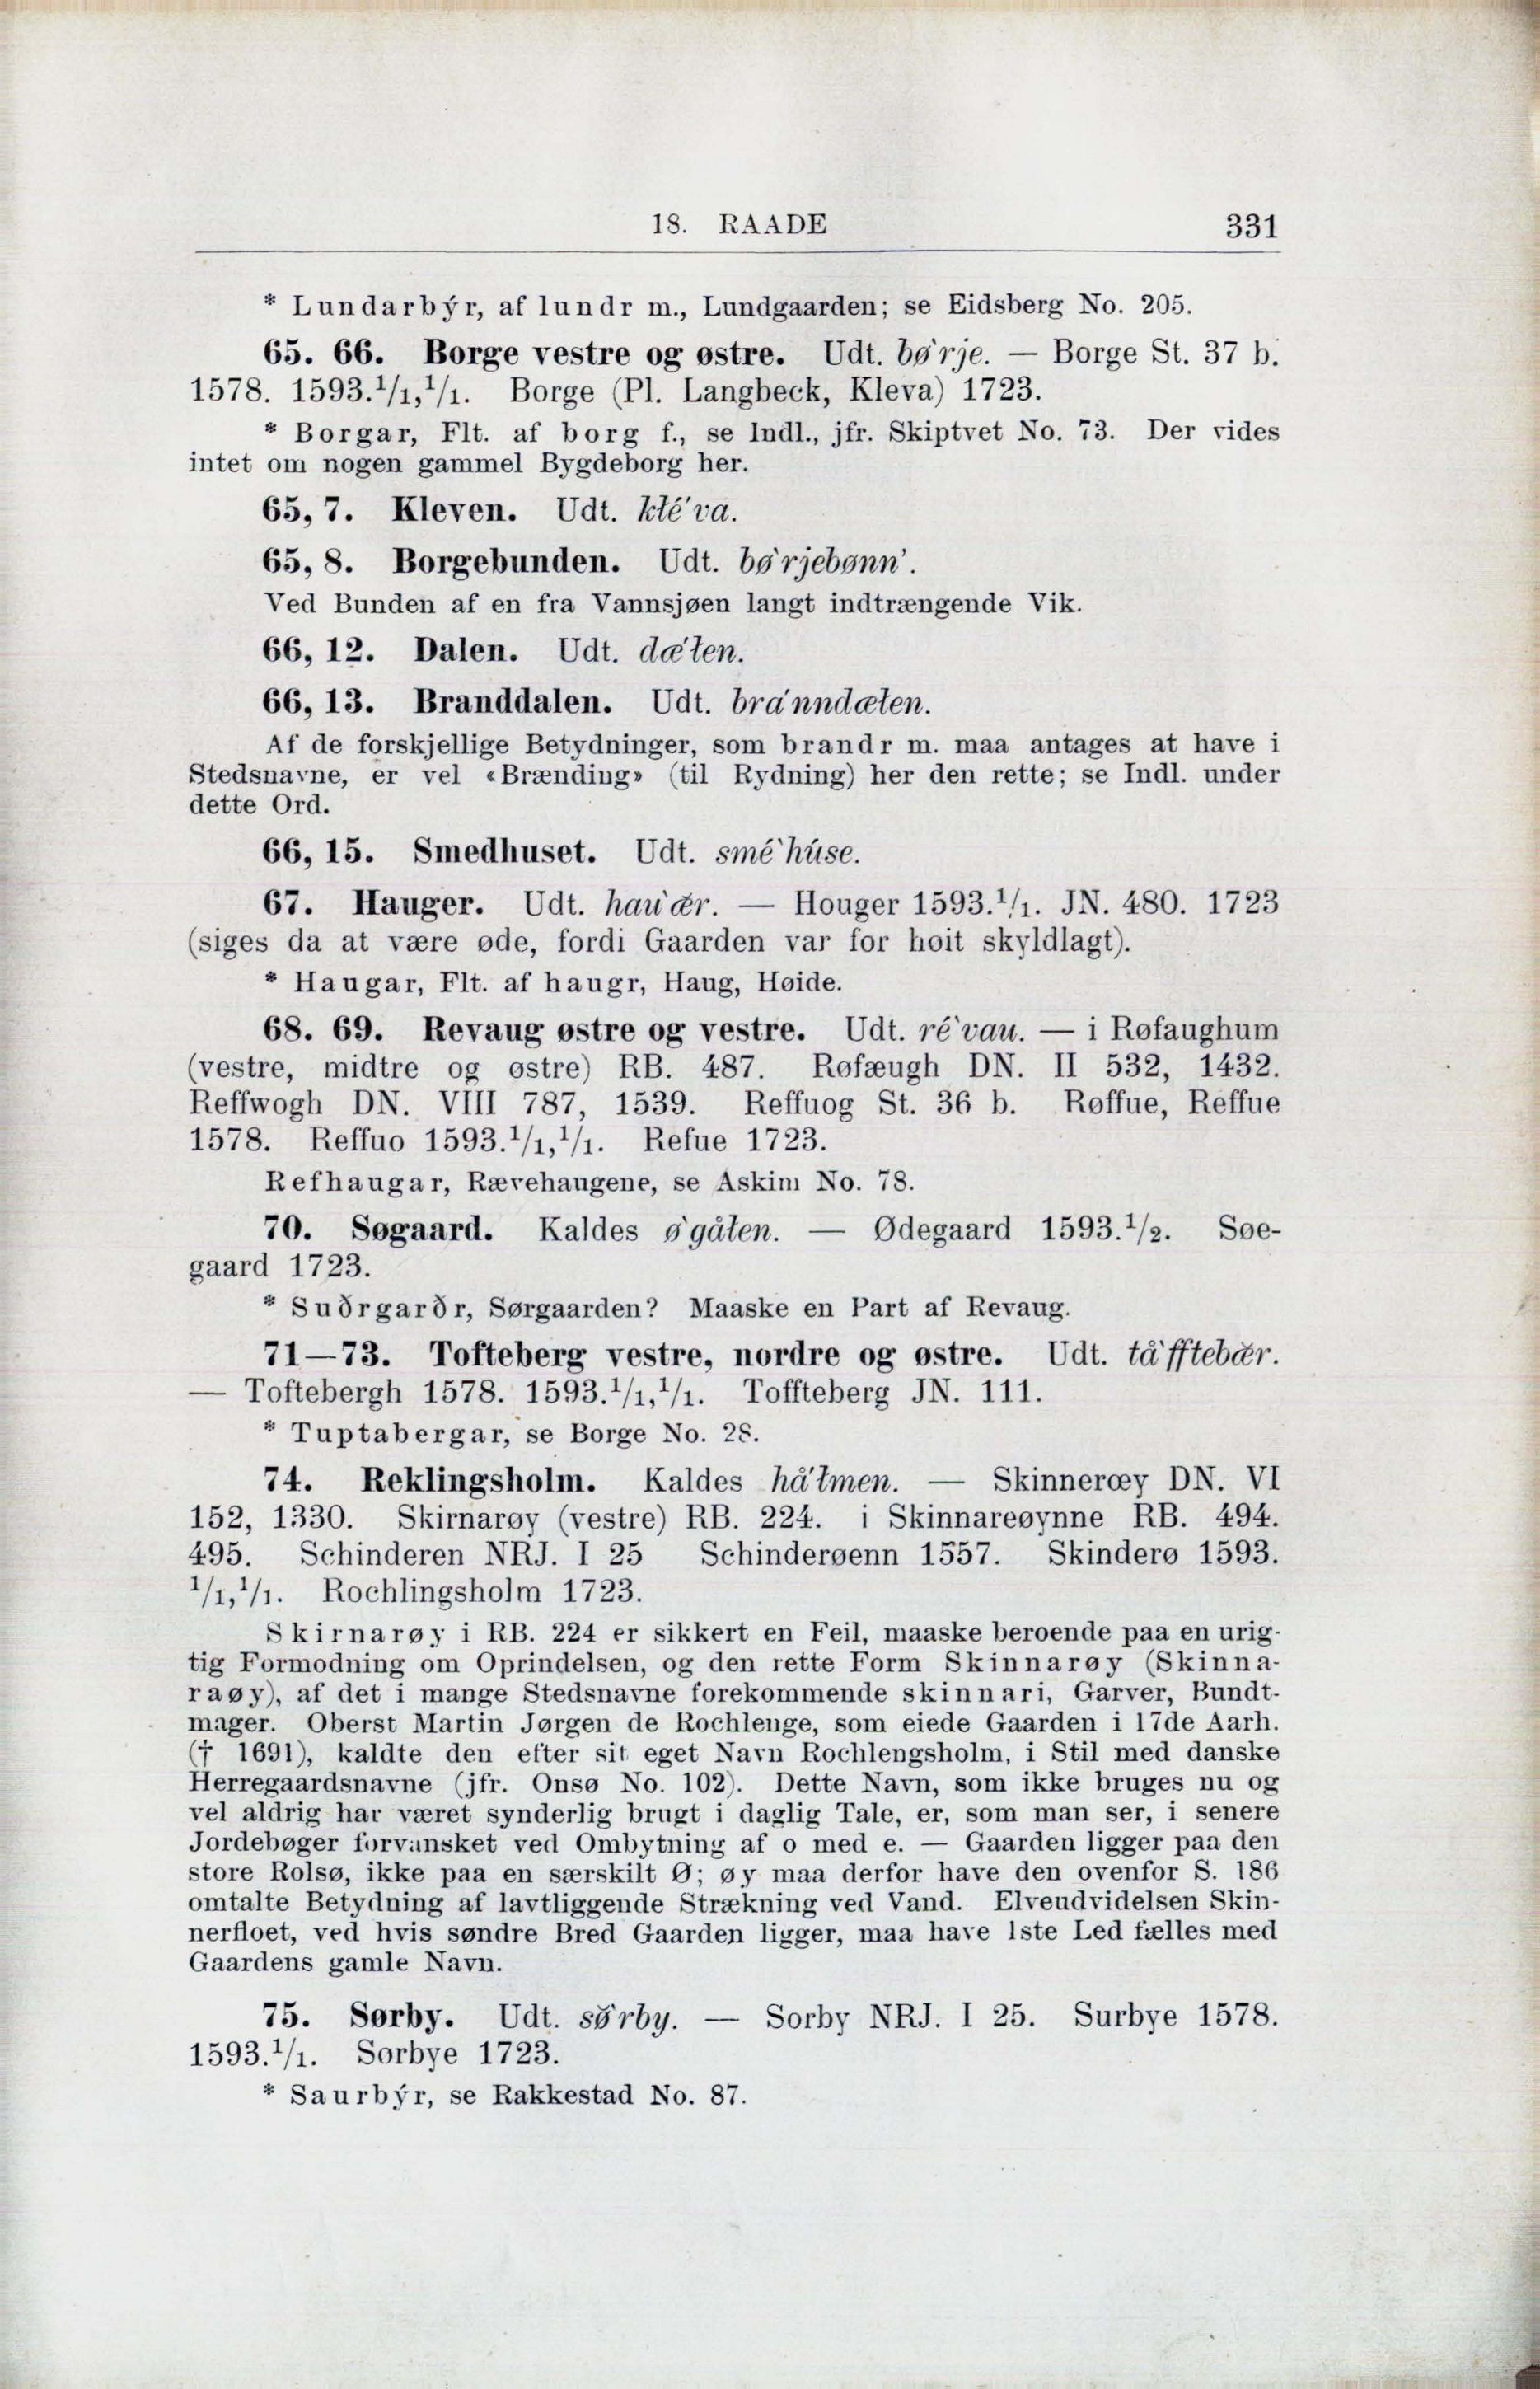 18. RAADE 331
* Lundarbýr, af lundr m., Lundgaarden; se Eidsberg No. 205.
65. 66. Borge vestre og østre. Udt. bø̀rje. — Borge St. 37 b.
1578. 1593.¹/₁,¹/₁. Borge (Pl. Langbeck, Kleva) 1723.
* Borgar, Flt. af borg f., se Indl., jfr. Skiptvet No. 73. Der vides
intet om nogen gammel Bygdeborg her.
65, 7. Kleven. Udt. kłé`va.
65, 8. Borgebunden. Udt. bø̀rjebønn'.
Ved Bunden af en fra Vannsjøen langt indtrængende Vik.
66, 12. Dalen. Udt. dæ'łen.
66, 13. Branddalen. Udt. bra`nndæłen.
Af de forskjellige Betydninger, som brandr m. maa antages at have i
Stedsnavne, er vel «Brænding» (til Rydning) her den rette; se Indl. under
dette Ord.
66, 15. Smedhuset. Udt. smé`hùse.
67. Hauger. Udt. hau`ǣr. — Houger 1593.¹/₁. JN. 480. 1723
(siges da at være øde, fordi Gaarden var for høit skyldlagt).
* Haugar, Flt. af haugr, Haug, Høide.
68. 69. Revaug østre og vestre. Udt. ré`vau. — i Røfaughum
(vestre, midtre og østre) RB. 487. Røfæugh DN. II 532, 1432.
Reffwogh DN. VIII 787, 1539. Reffuog St. 36 b. Røffue, Reffue
1578. Reffuo 1593.¹/₁,¹/₁. Refue 1723.
Refhaugar, Rævehaugene, se Askim No. 78.
70. Søgaard. Kaldes ø`gåłen. — Ødegaard 1593.¹/₂. Søe-
gaard 1723.
* Suðrgarðr, Sørgaarden? Maaske en Part af Revaug.
71—73. Tofteberg vestre, nordre og østre. Udt. tå`fftebǣr.
— Toftebergh 1578. 1593.¹/₁,¹/₁. Toffteberg JN. 111.
* Tuptabergar, se Borge No. 28.
74. Reklingsholm. Kaldes hå'łmen. — Skinnerœy DN. VI
152, 1330. Skirnarøy (vestre) RB. 224. i Skinnareøynne RB. 494.
495. Schinderen NRJ. I 25 Schinderøenn 1557. Skinderø 1593.
¹/₁,¹/₁. Rochlingsholm 1723.
Skirnarøy i RB. 224 er sikkert en Feil, maaske beroende paa en urig-
tig Formodning om Oprindelsen, og den rette Form Skinnarøy (Skinna-
raøy), af det i mange Stedsnavne forekommende skinnari, Garver, Bundt-
mager. Oberst Martin Jørgen de Rochlenge, som eiede Gaarden i 17de Aarh.
(† 1691), kaldte den efter sit eget Navn Rochlengsholm, i Stil med danske
Herregaardsnavne (jfr. Onsø No. 102). Dette Navn, som ikke bruges nu og
vel aldrig har været synderlig brugt i daglig Tale, er, som man ser, i senere
Jordebøger forvansket ved Ombytning af o med e. — Gaarden ligger paa den
store Rolsø, ikke paa en særskilt Ø; øy maa derfor have den ovenfor S. 186
omtalte Betydning af lavtliggende Strækning ved Vand. Elveudvidelsen Skin-
nerfloet, ved hvis søndre Bred Gaarden ligger, maa have 1ste Led fælles med
Gaardens gamle Navn.
75. Sørby. Udt. sø̄`rby. — Sorby NRJ. I 25. Surbye 1578.
1593.¹/₁. Sorbye 1723.
* Saurbýr, se Rakkestad No. 87.